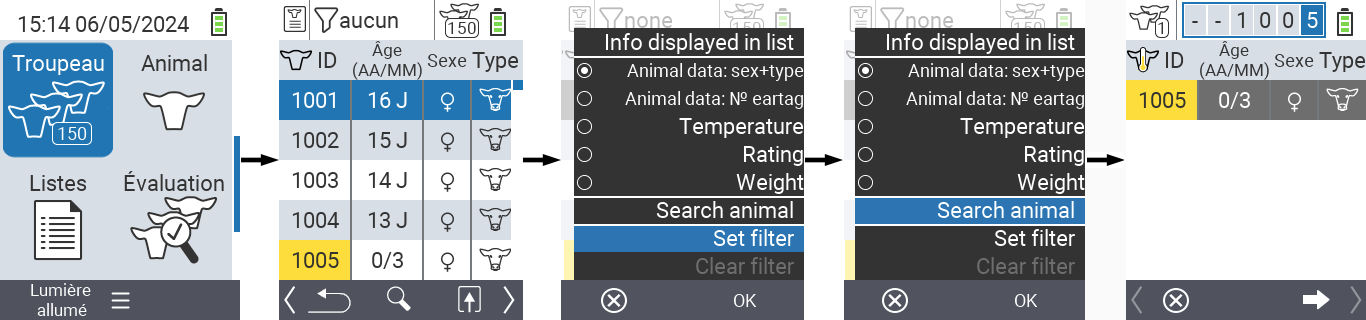 15:14 06/05/2024
Troupeau
150
Animal
Listes
Évaluation
Lumière
allumé
aucun
150
ID
Âge
(AA/MM)
Sexe
Type
1001 16 J ♀
1002 15 J ♀
1003 14 J ♀
1004 13 J ♀
1005 0/3 ♀
none
150
Info displayed in list
Animal data: sex+type
Animal data: № eartag
Temperature
Rating
Weight
Search animal
Set filter
Clear filter
OK
none
150
Info displayed in list
Animal data: sex+type
Animal data: № eartag
Temperature
Rating
Weight
Search animal
Set filter
Clear filter
OK
1
- - 1 0 0 5
ID
Âge
(AA/MM)
Sexe
Type
1005 0/3 ♀